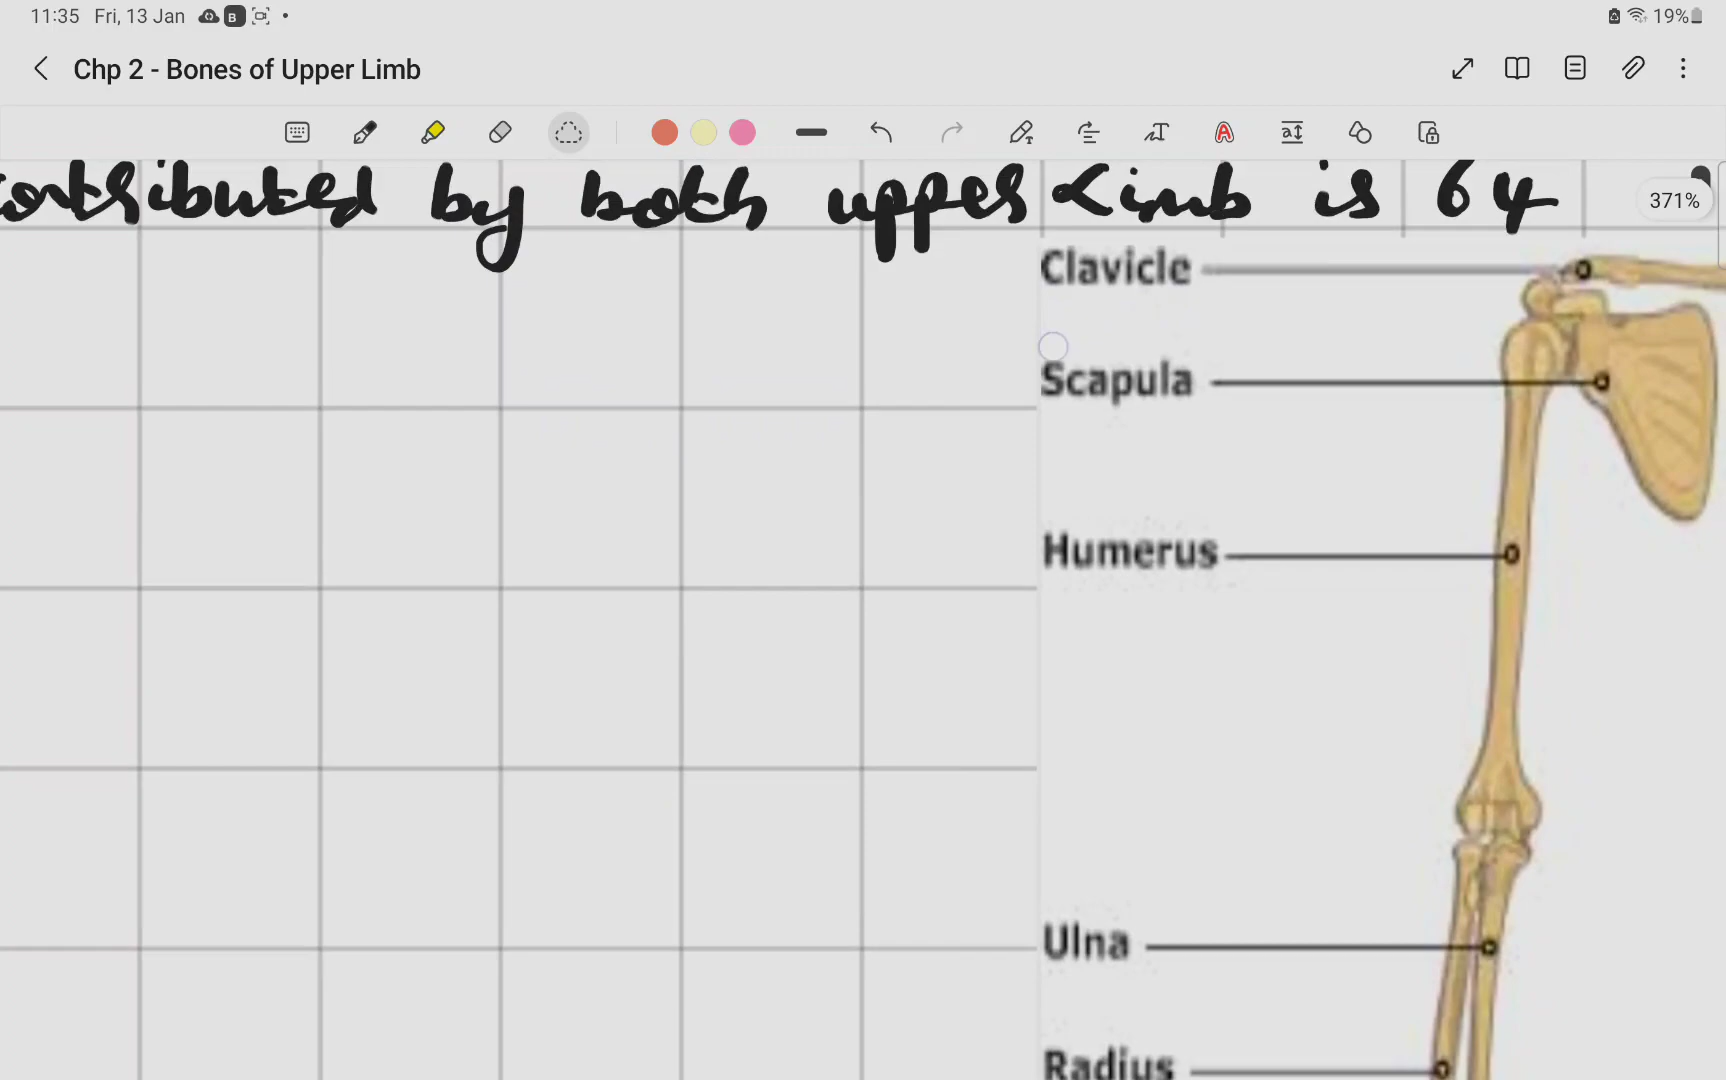 11:35 Fri, 13 Jan B 19%
Chp 2 - Bones of Upper Limb
contributed by both upper Limb is 64
371%
Clavicle
Scapula
Humerus
Ulna
Radius